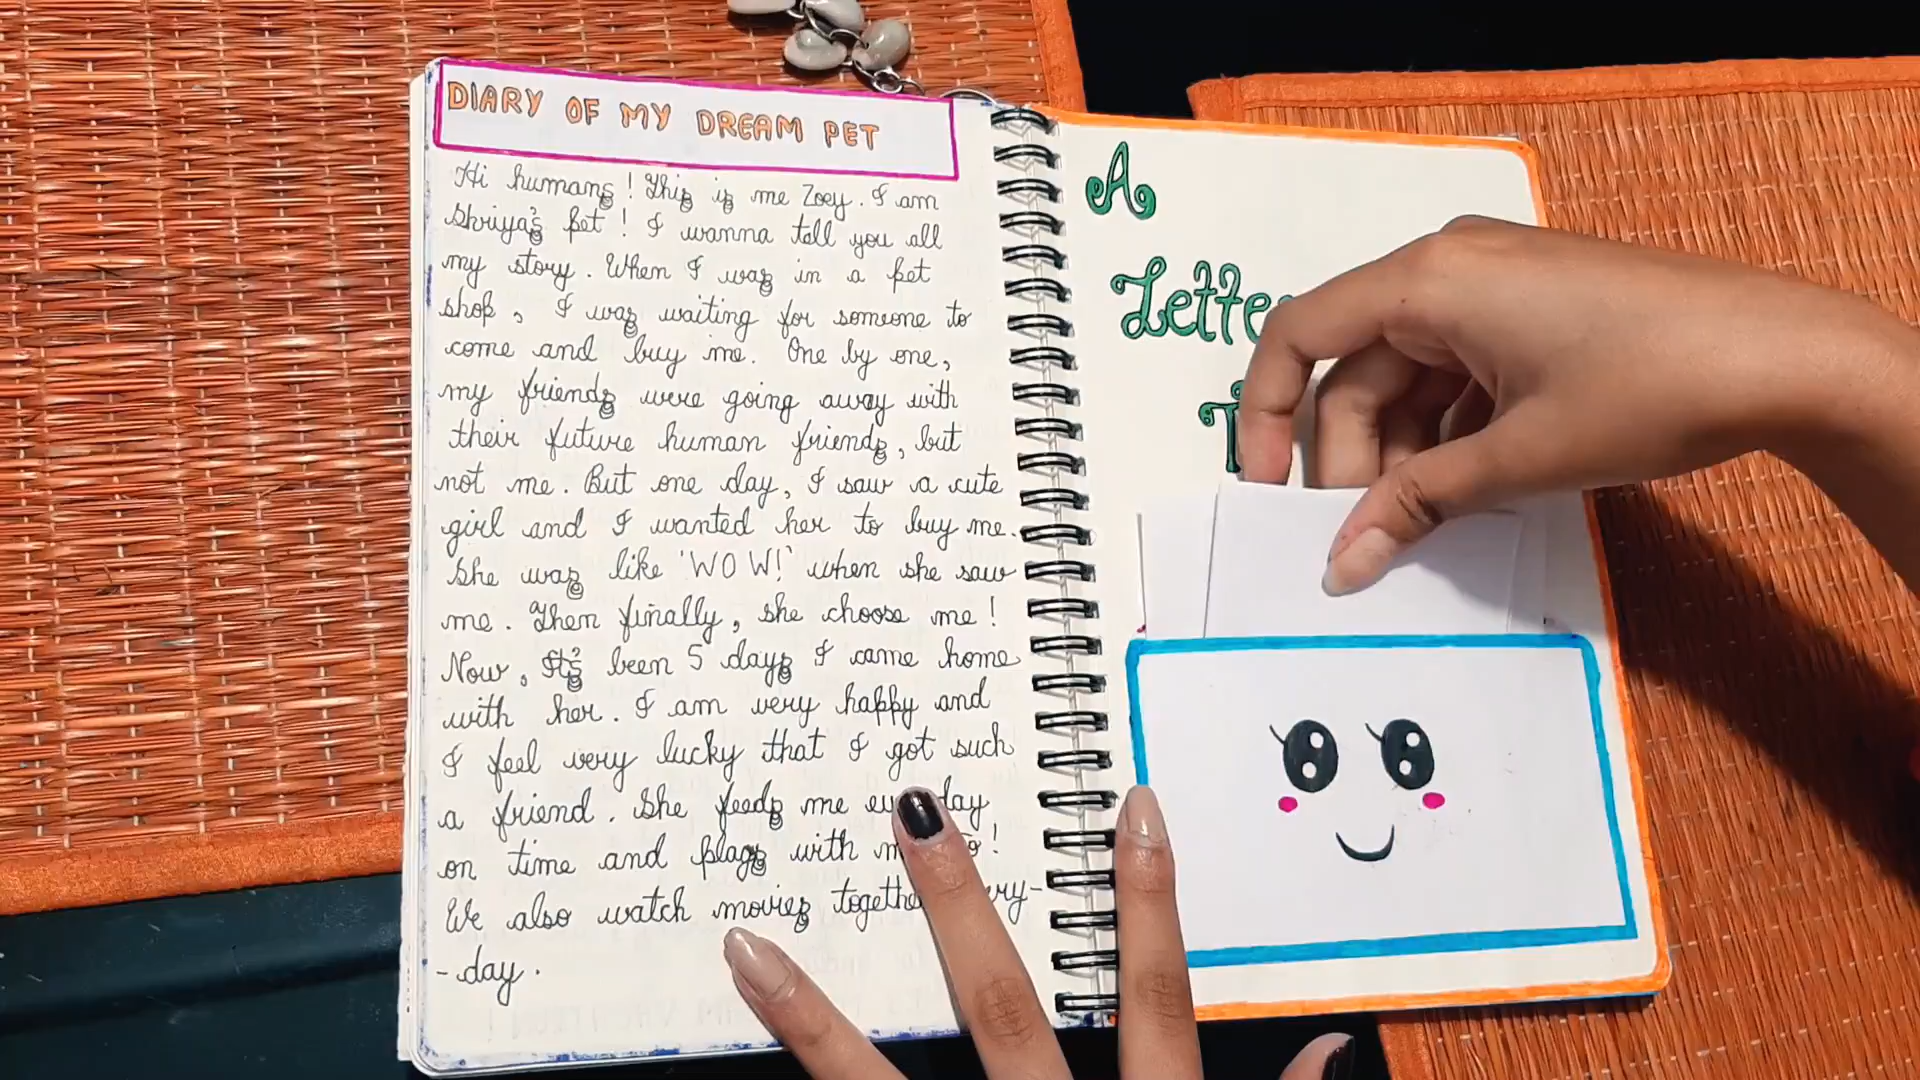 DIARY OF MY DREAM PET
Hi humans! This is me Zoey. I am
Shriya's pet! I wanna tell you all
my story. When I was in a pet
shop, I was waiting for someone to
come and buy me. One by one,
my friends were going away with
their future human friends, but
not me. But one day, I saw a cute
girl and I wanted her to buy me.
She was like 'WOW!' when she saw
me. Then finally, she choose me!
Now, It's been 5 days I came home
with her. I am very happy and
I feel very lucky that I got such
a friend. She feeds me day
on time and plays with
We also watch movies
-day.
A